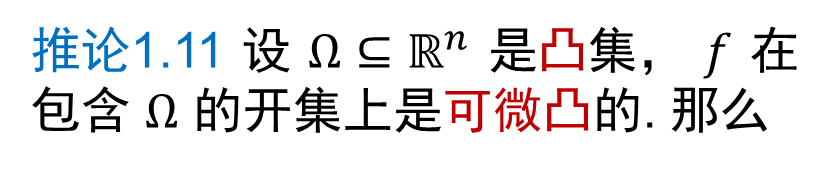 推论1.11 设 Ω ⊆ ℝⁿ 是凸集， f 在
包含 Ω 的开集上是可微凸的. 那么